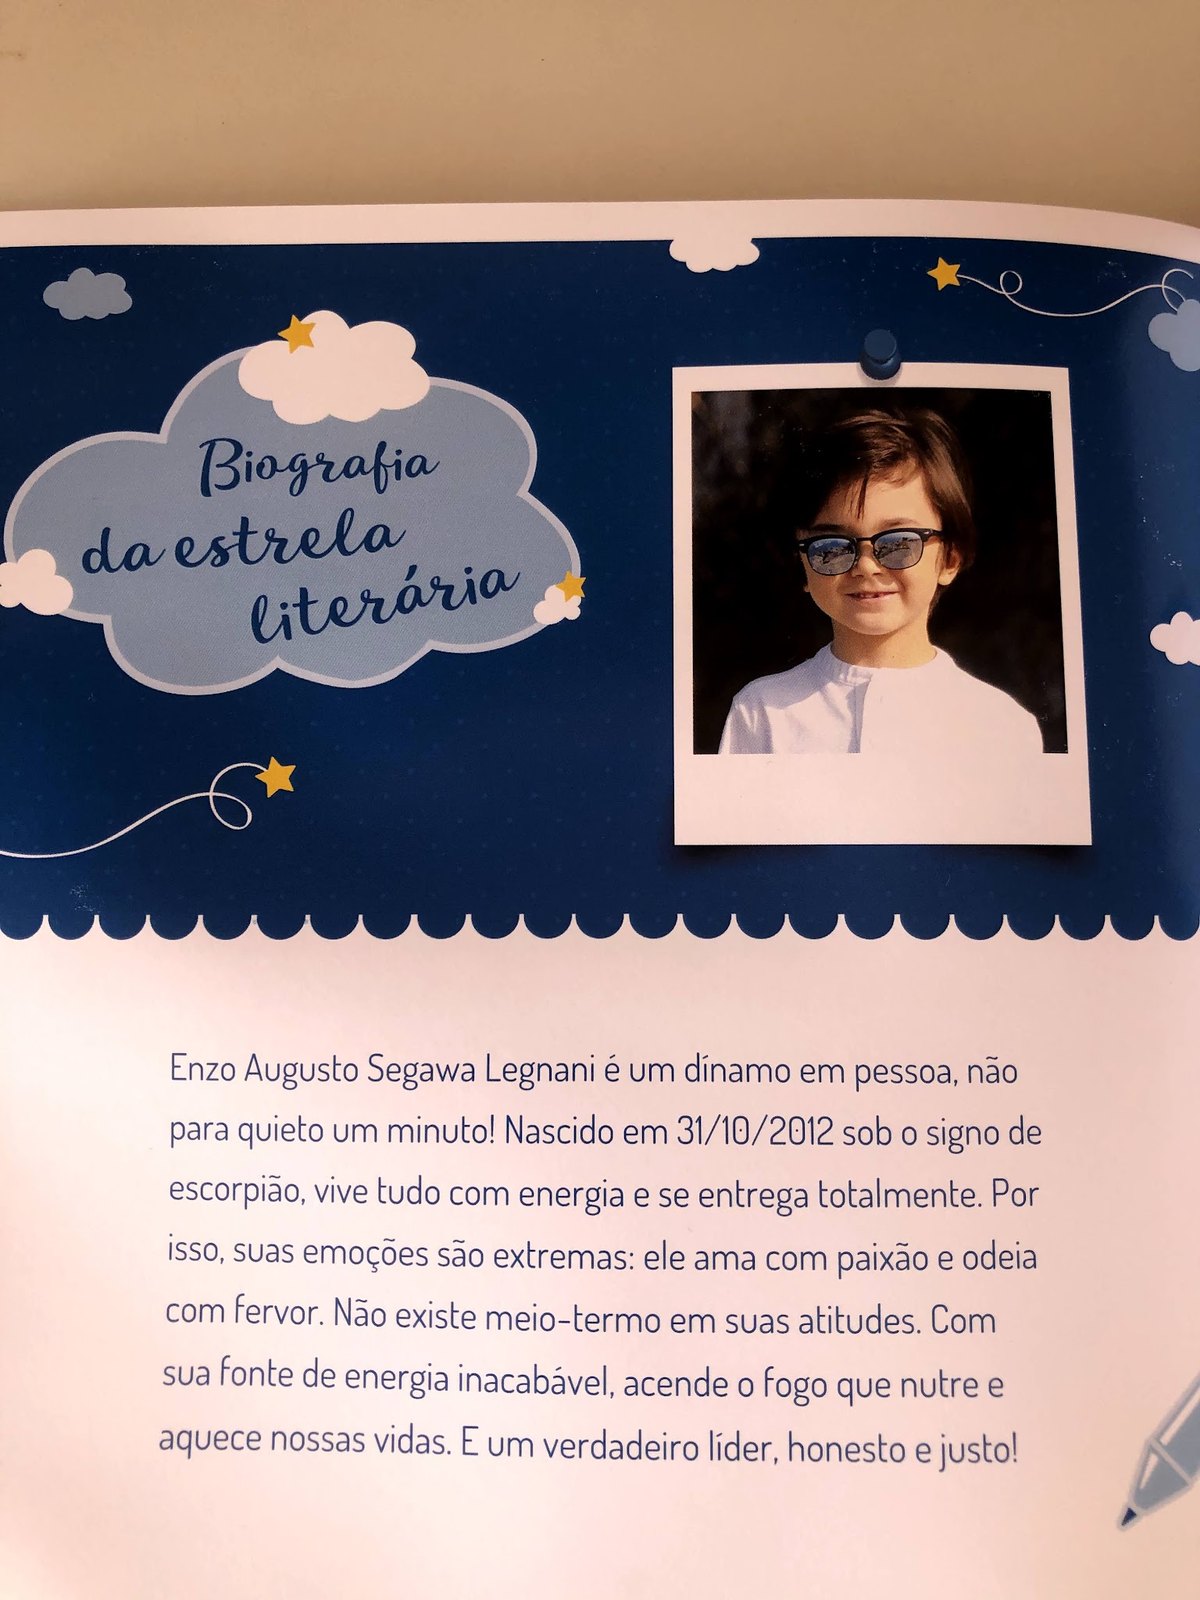 Biografia
da estrela
literária
Enzo Augusto Segawa Legnani é um dínamo em pessoa, não
para quieto um minuto! Nascido em 31/10/2012 sob o signo de
escorpião, vive tudo com energia e se entrega totalmente. Por
isso, suas emoções são extremas: ele ama com paixão e odeia
com fervor. Não existe meio-termo em suas atitudes. Com
sua fonte de energia inacabável, acende o fogo que nutre e
aquece nossas vidas. E um verdadeiro líder, honesto e justo!